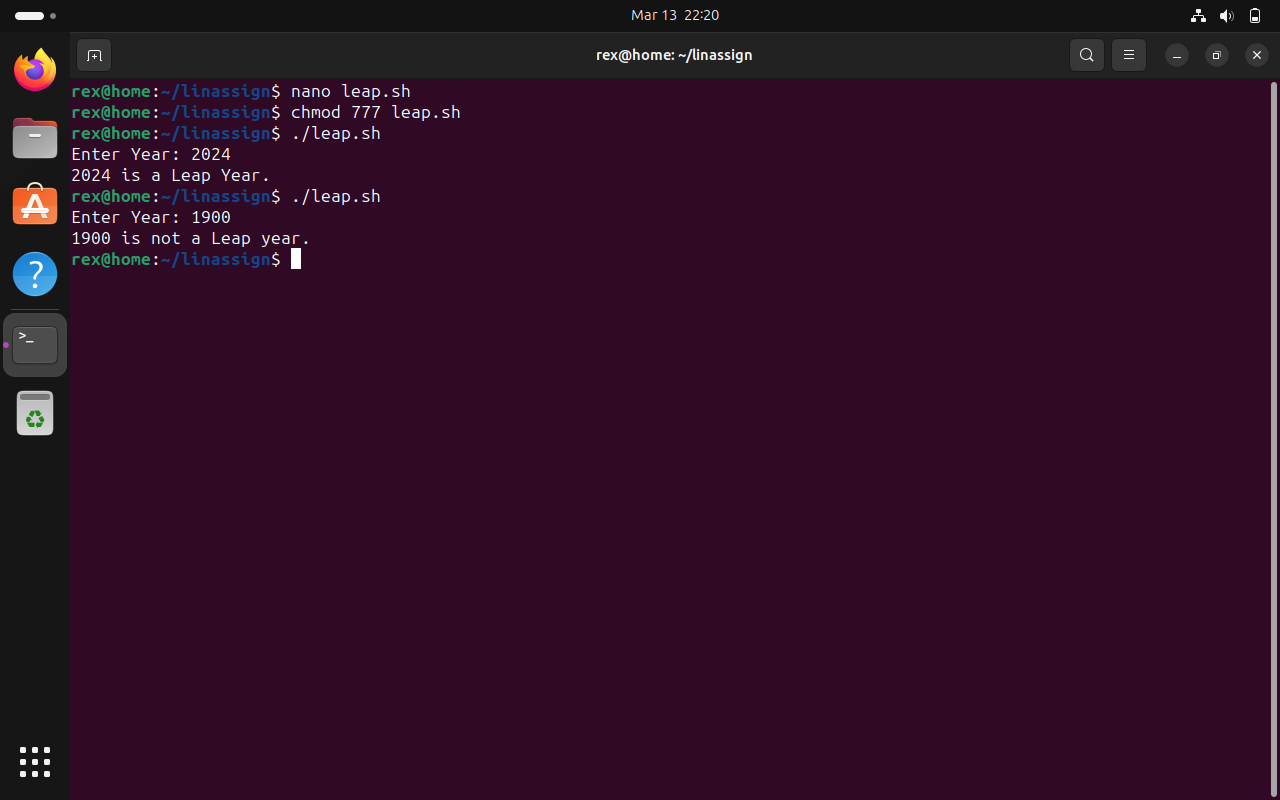 Mar 13 22:20
rex@home: ~/linassign
rex@home:~/linassign$ nano leap.sh
rex@home:~/linassign$ chmod 777 leap.sh
rex@home:~/linassign$ ./leap.sh
Enter Year: 2024
2024 is a Leap Year.
rex@home:~/linassign$ ./leap.sh
Enter Year: 1900
1900 is not a Leap year.
rex@home:~/linassign$